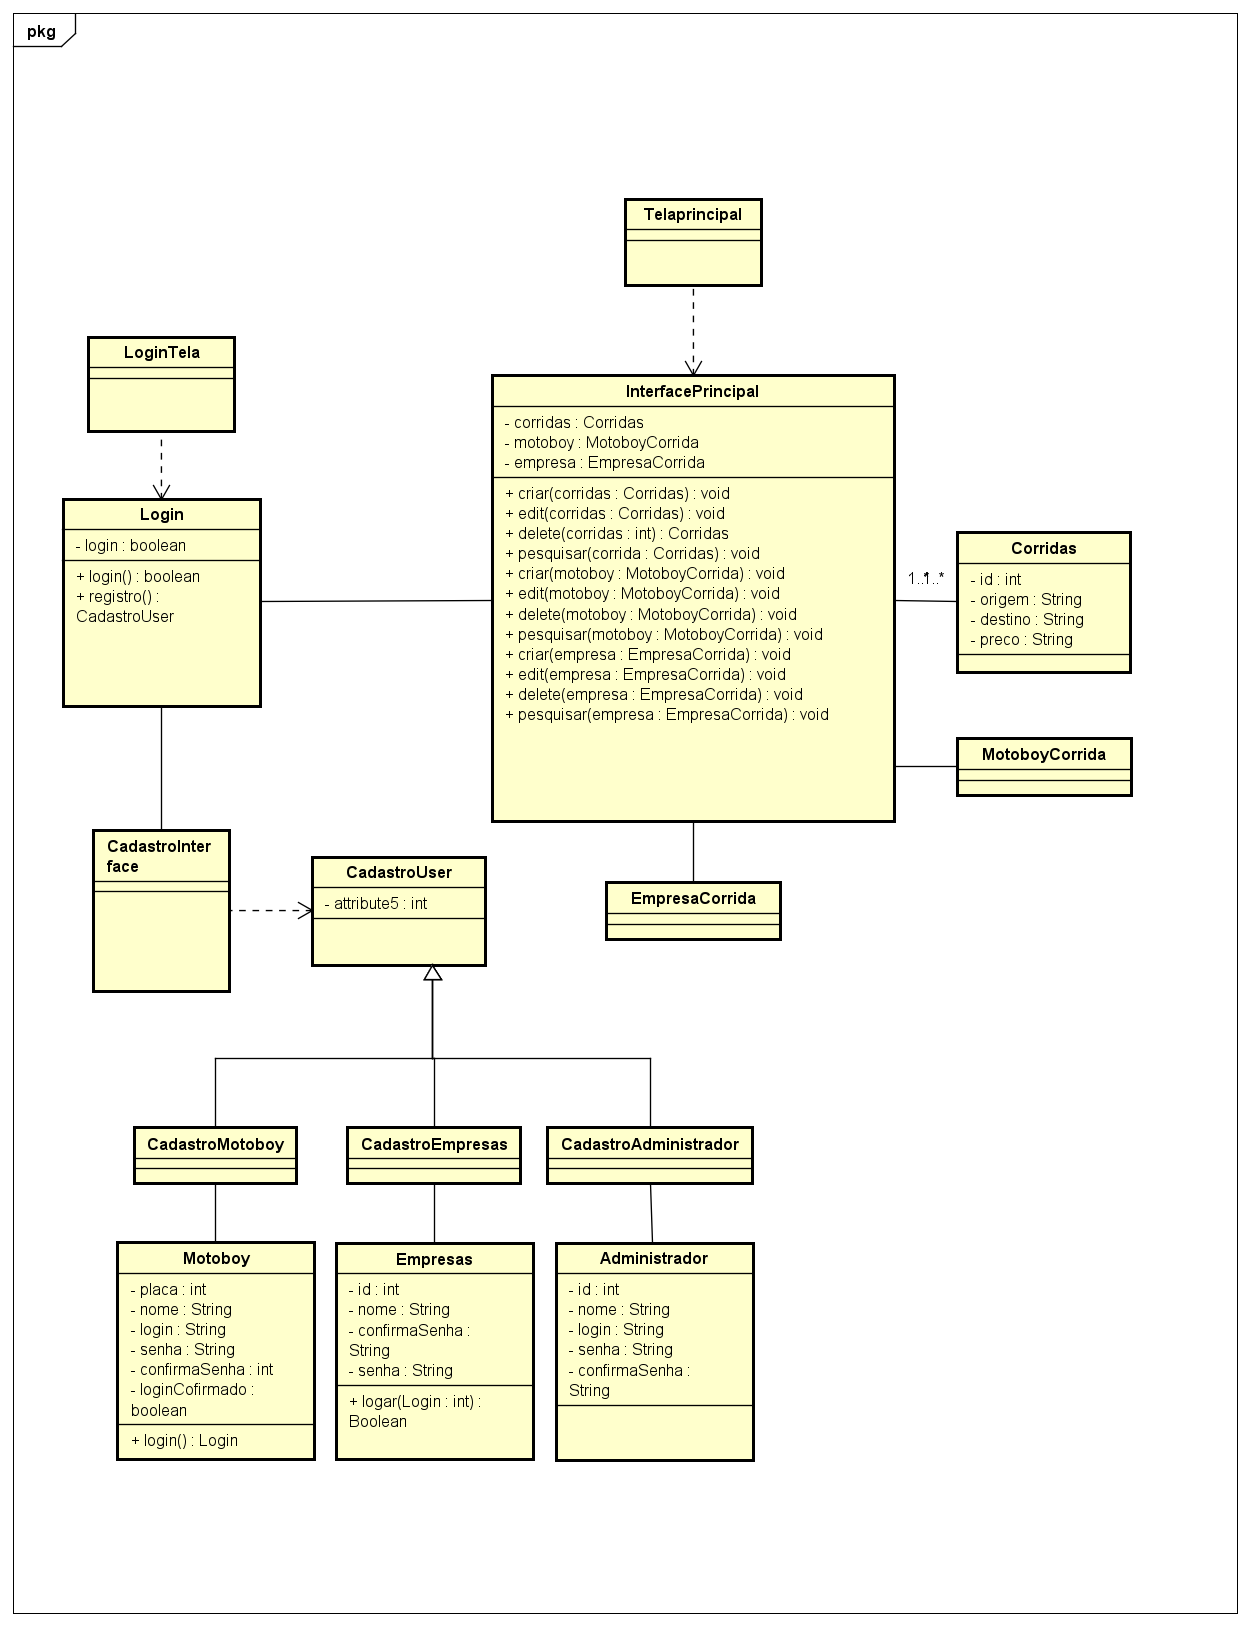 pkg
Telaprincipal
LoginTela
InterfacePrincipal
- corridas : Corridas
- motoboy : MotoboyCorrida
- empresa : EmpresaCorrida
+ criar(corridas : Corridas) : void
+ edit(corridas : Corridas) : void
+ delete(corridas : int) : Corridas
+ pesquisar(corrida : Corridas) : void
+ criar(motoboy : MotoboyCorrida) : void
+ edit(motoboy : MotoboyCorrida) : void
+ delete(motoboy : MotoboyCorrida) : void
+ pesquisar(motoboy : MotoboyCorrida) : void
+ criar(empresa : EmpresaCorrida) : void
+ edit(empresa : EmpresaCorrida) : void
+ delete(empresa : EmpresaCorrida) : void
+ pesquisar(empresa : EmpresaCorrida) : void
Login
- login : boolean
+ login() : boolean
+ registro() :
CadastroUser
1..*
1..*
Corridas
- id : int
- origem : String
- destino : String
- preco : String
MotoboyCorrida
CadastroInter
face
CadastroUser
- attribute5 : int
EmpresaCorrida
CadastroMotoboy
CadastroEmpresas
CadastroAdministrador
Motoboy
- placa : int
- nome : String
- login : String
- senha : String
- confirmaSenha : int
- loginCofirmado :
boolean
+ login() : Login
Empresas
- id : int
- nome : String
- confirmaSenha :
String
- senha : String
+ logar(Login : int) :
Boolean
Administrador
- id : int
- nome : String
- login : String
- senha : String
- confirmaSenha :
String